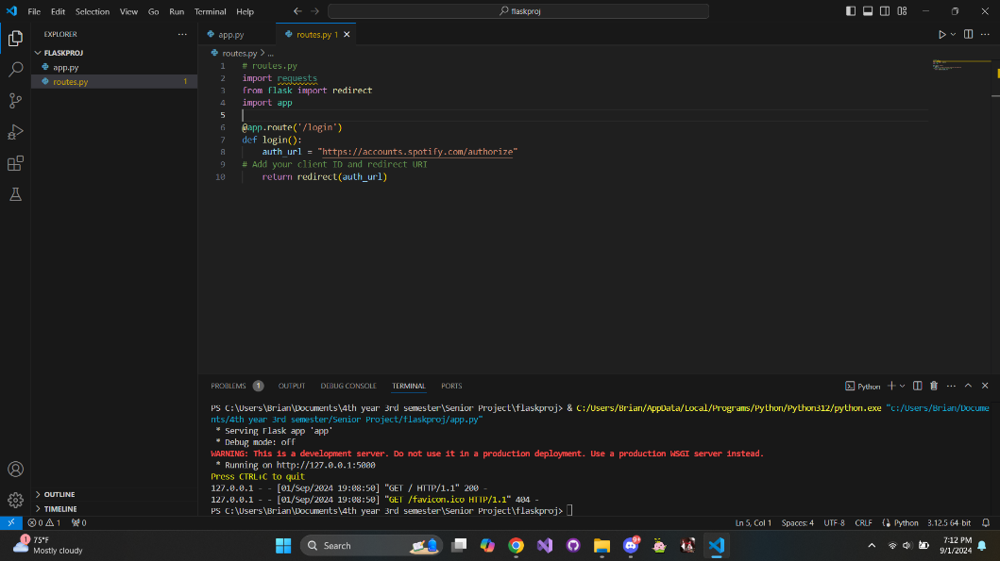 File Edit Selection View Go Run Terminal Help
flaskproj
EXPLORER
FLASKPROJ
app.py
routes.py 1
OUTLINE
TIMELINE
app.py
routes.py 1
routes.py > ...
1 # routes.py
2 import requests
3 from flask import redirect
4 import app
5
6 @app.route('/login')
7 def login():
8 auth_url = "https://accounts.spotify.com/authorize"
9 # Add your client ID and redirect URI
10 return redirect(auth_url)
PROBLEMS 1 OUTPUT DEBUG CONSOLE TERMINAL PORTS
Python
PS C:\Users\Brian\Documents\4th year 3rd semester\Senior Project\flaskproj> & C:/Users/Brian/AppData/Local/Programs/Python/Python312/python.exe "c:/Users/Brian/Docume
nts/4th year 3rd semester/Senior Project/flaskproj/app.py"
* Serving Flask app 'app'
* Debug mode: off
WARNING: This is a development server. Do not use it in a production deployment. Use a production WSGI server instead.
* Running on http://127.0.0.1:5000
Press CTRL+C to quit
127.0.0.1 - - [01/Sep/2024 19:08:50] "GET / HTTP/1.1" 200 -
127.0.0.1 - - [01/Sep/2024 19:08:50] "GET /favicon.ico HTTP/1.1" 404 -
PS C:\Users\Brian\Documents\4th year 3rd semester\Senior Project\flaskproj>
0 1 0
Ln 5, Col 1 Spaces: 4 UTF-8 CRLF Python 3.12.5 64-bit
1
75°F
Mostly cloudy
Search
9+
7:12 PM
9/1/2024